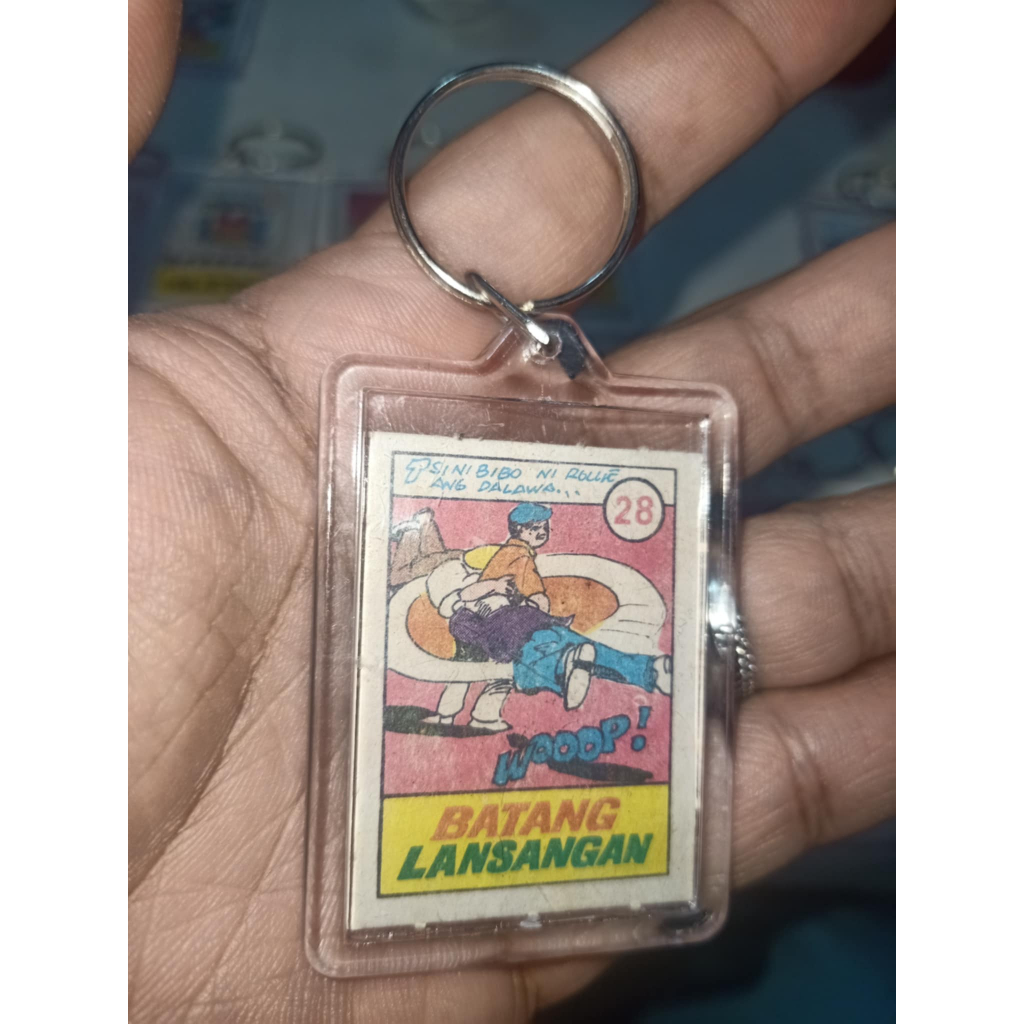 SINIBIBO NI ROLLIE
ANG DALAWA...
28
WOOOP!
BATANG
LANSANGAN